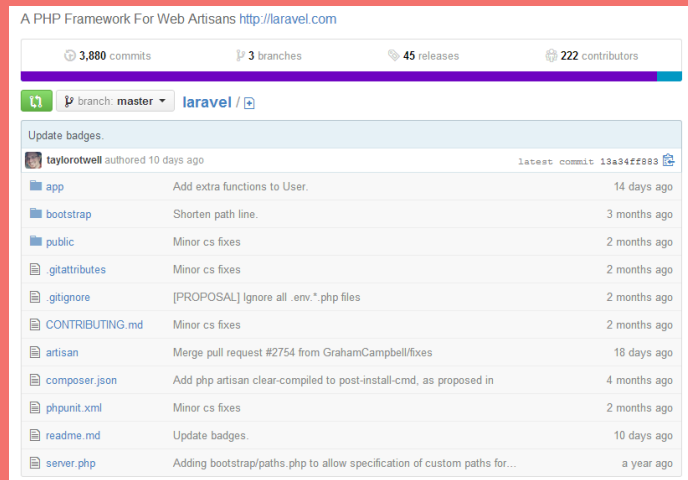 A PHP Framework For Web Artisans http://laravel.com
3,880 commits 3 branches 45 releases 222 contributors
branch: master laravel /
Update badges.
taylorotwell authored 10 days ago latest commit 13a34ff883
app Add extra functions to User. 14 days ago
bootstrap Shorten path line. 3 months ago
public Minor cs fixes 2 months ago
.gitattributes Minor cs fixes 2 months ago
.gitignore [PROPOSAL] Ignore all .env.*.php files 2 months ago
CONTRIBUTING.md Minor cs fixes 2 months ago
artisan Merge pull request #2754 from GrahamCampbell/fixes 18 days ago
composer.json Add php artisan clear-compiled to post-install-cmd, as proposed in 4 months ago
phpunit.xml Minor cs fixes 2 months ago
readme.md Update badges. 10 days ago
server.php Adding bootstrap/paths.php to allow specification of custom paths for... a year ago